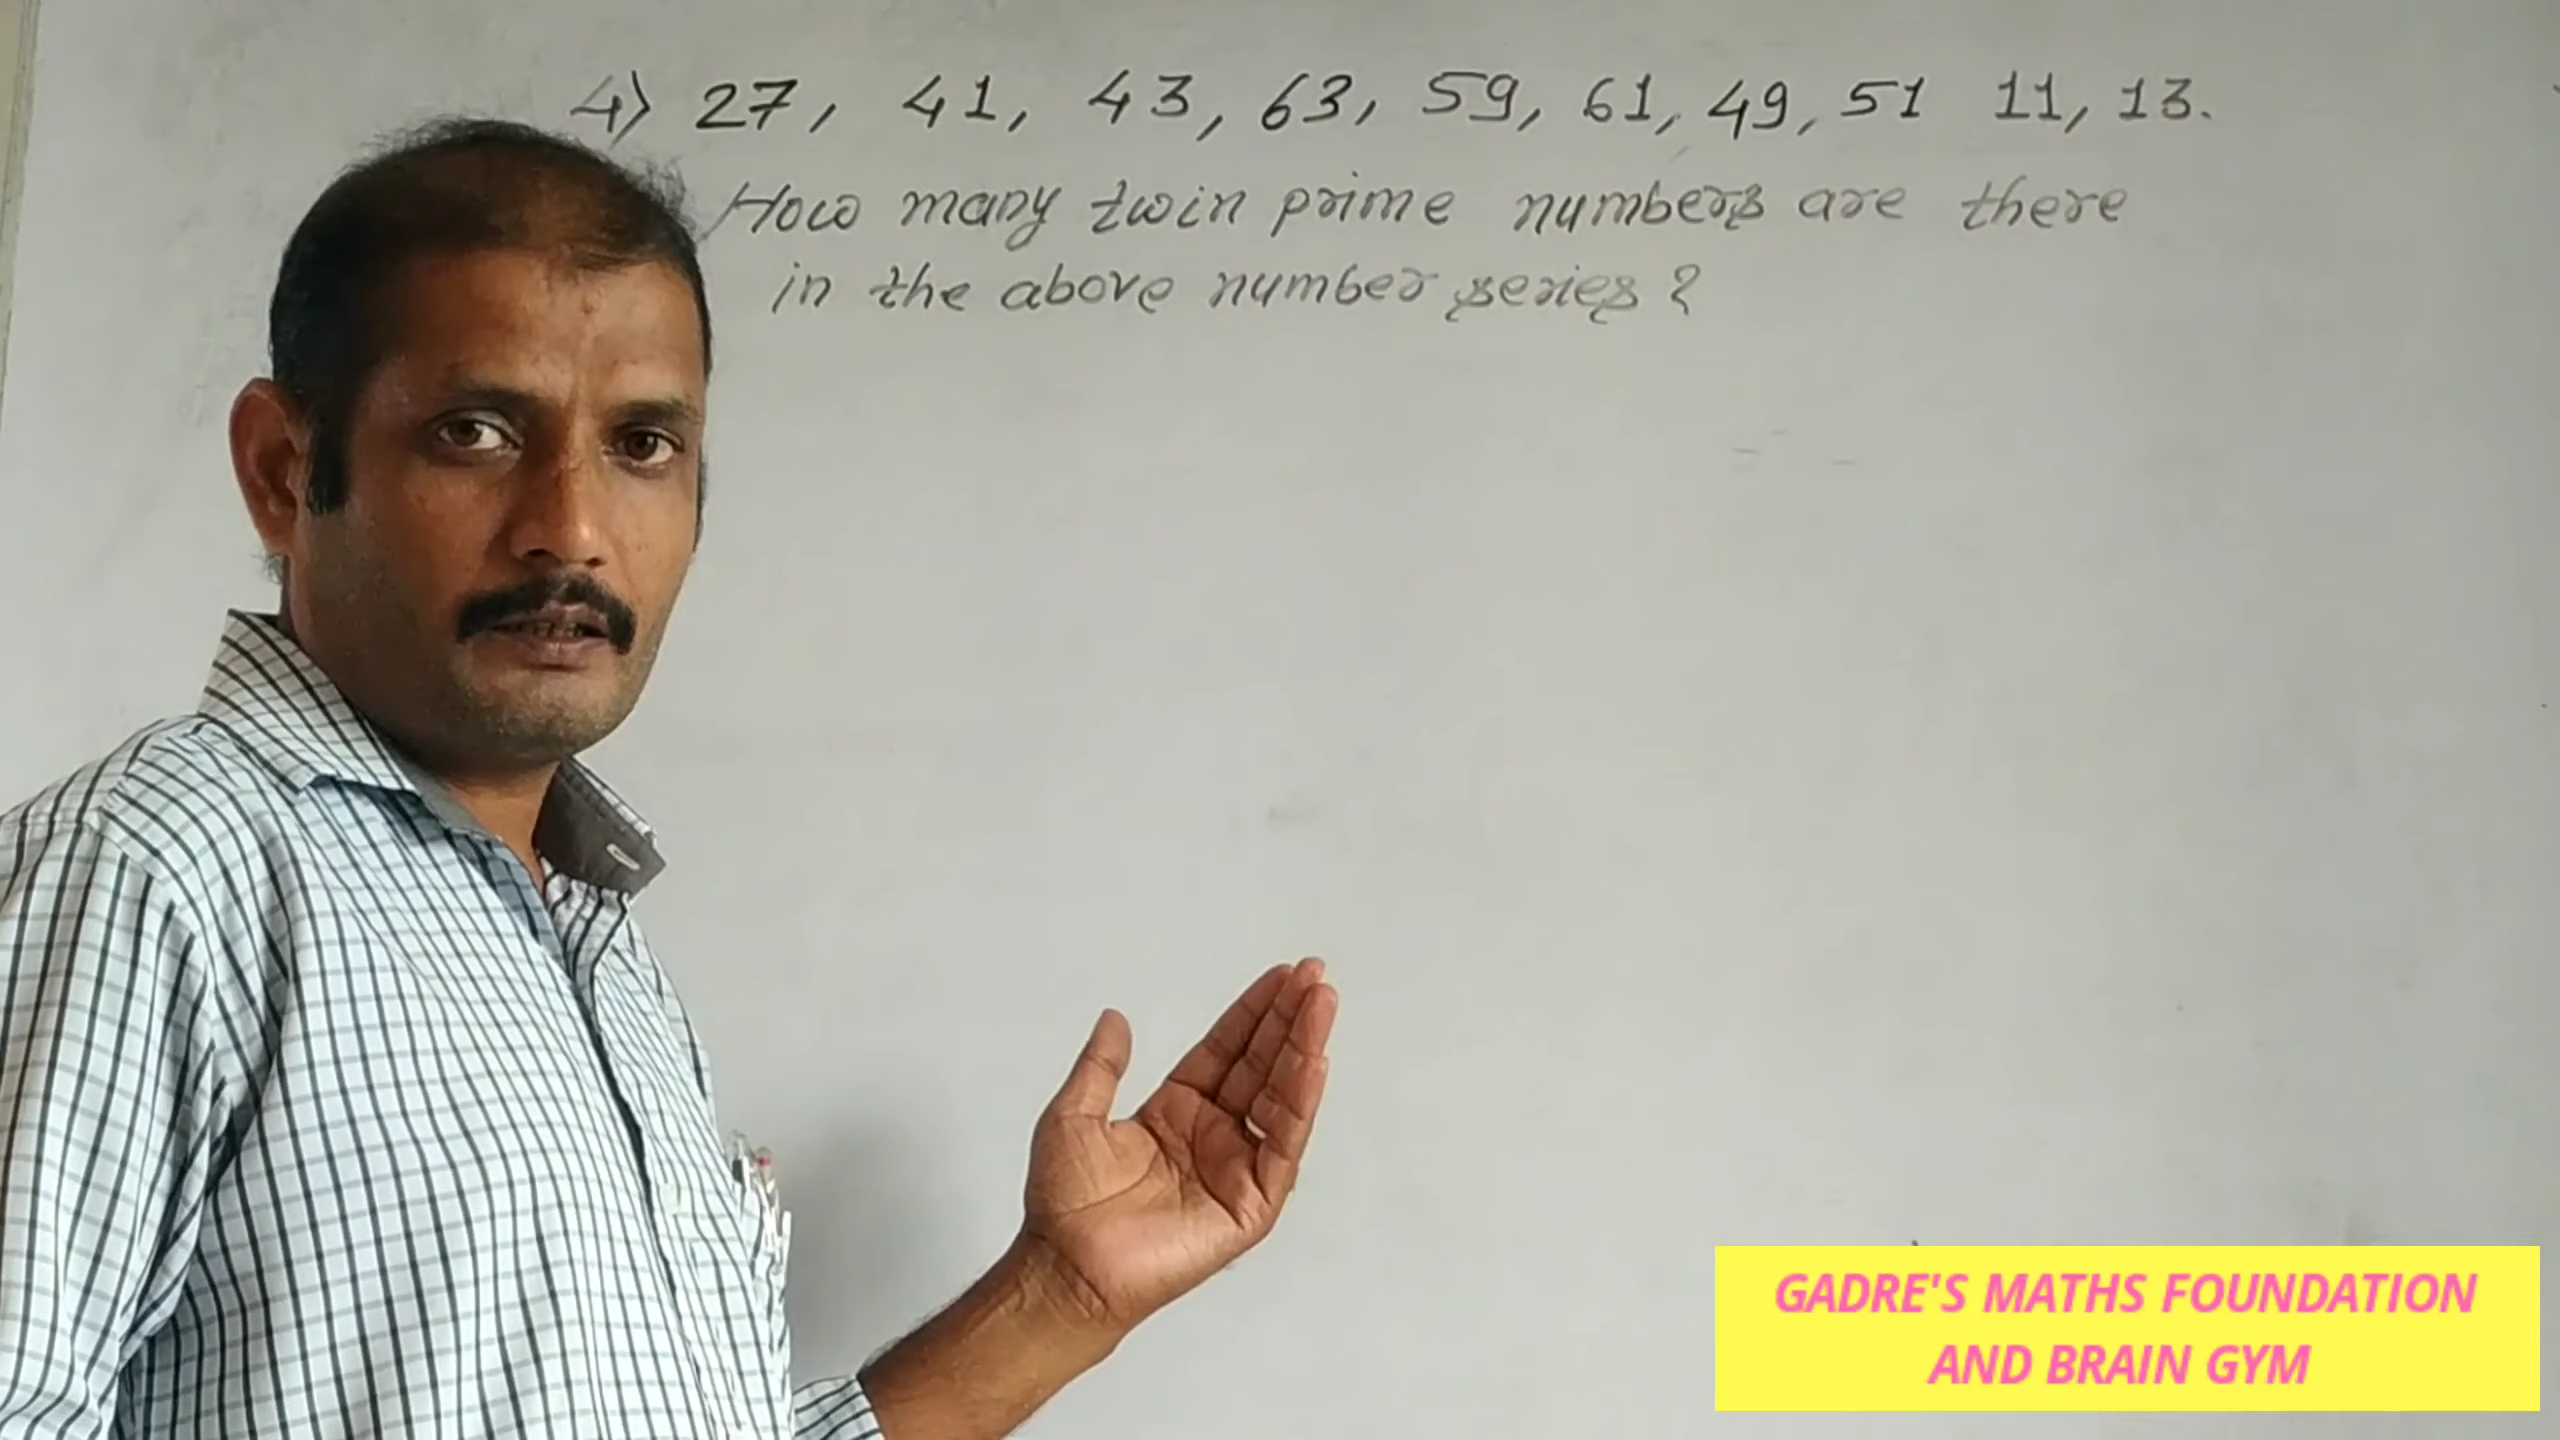 4) 27, 41, 43, 63, 59, 61, 49, 51 11, 13.
How many twin prime numbers are there
in the above number series?
GADRE'S MATHS FOUNDATION
AND BRAIN GYM